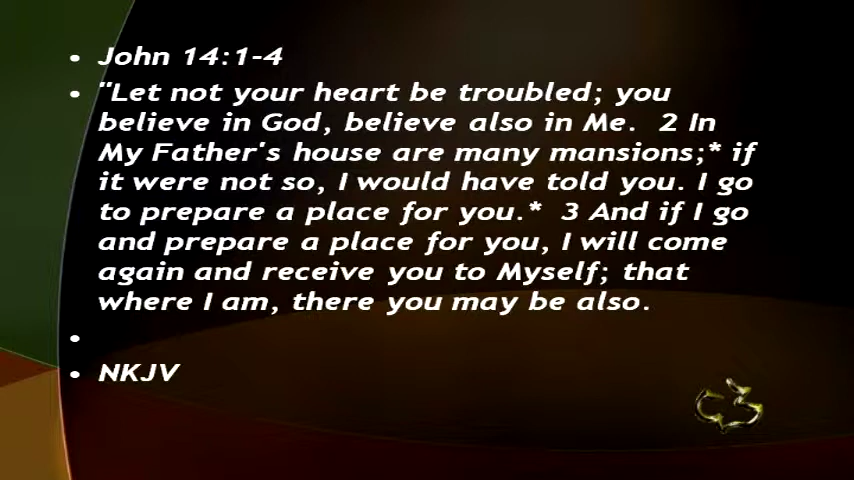 • John 14:1-4
• "Let not your heart be troubled; you
believe in God, believe also in Me.  2 In
My Father's house are many mansions;* if
it were not so, I would have told you. I go
to prepare a place for you.*  3 And if I go
and prepare a place for you, I will come
again and receive you to Myself; that
where I am, there you may be also.
•
• NKJV
C3